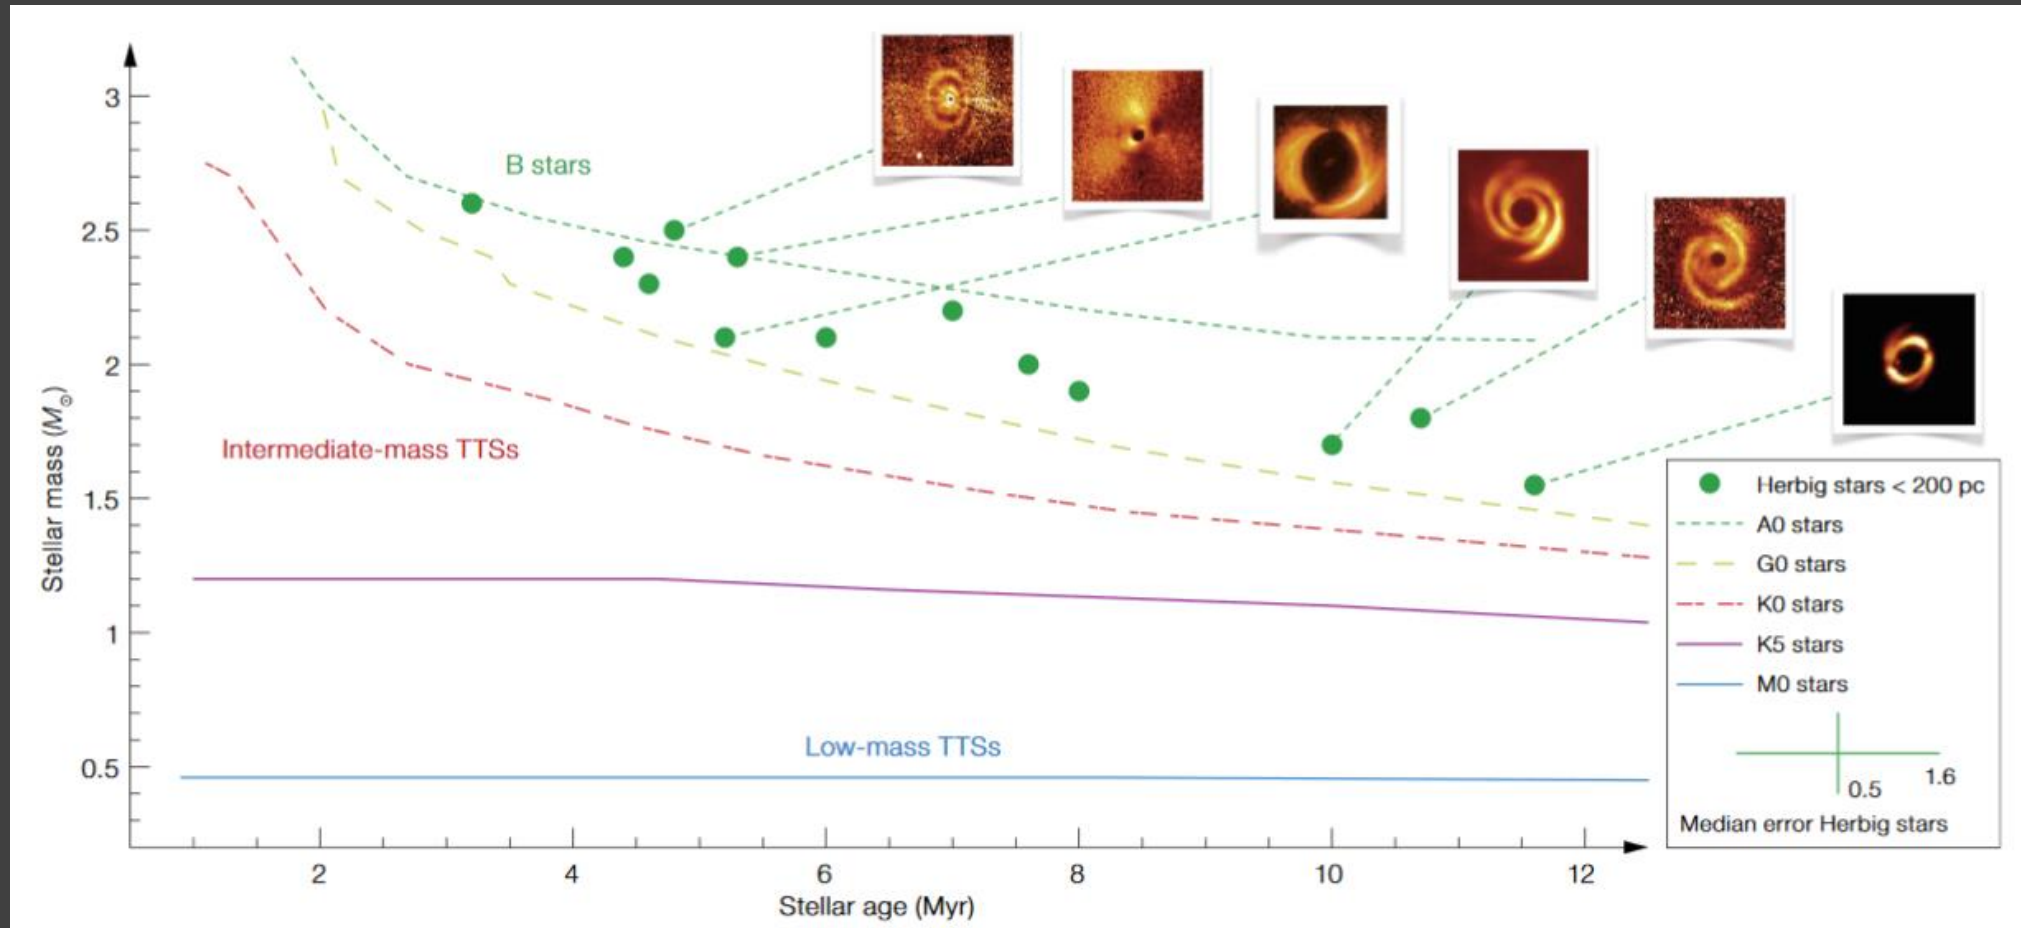 3
2.5
2
1.5
1
0.5
Stellar mass (M☉)
B stars
Intermediate-mass TTSs
Low-mass TTSs
2 4 6 8 10 12
Stellar age (Myr)
Herbig stars < 200 pc
A0 stars
G0 stars
K0 stars
K5 stars
M0 stars
0.5 1.6
Median error Herbig stars